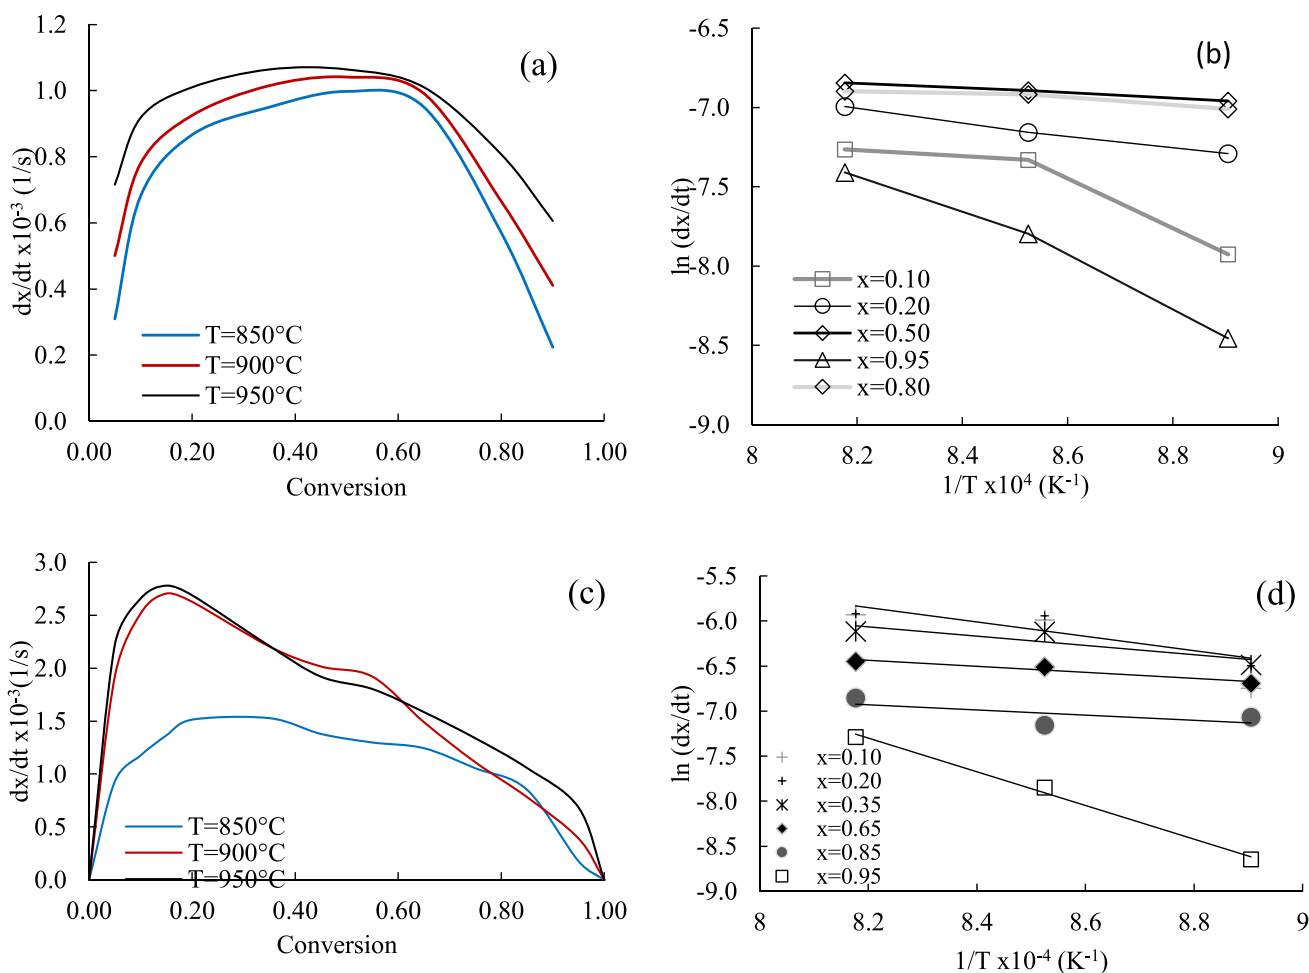 (a)
dx/dt x10⁻³ (1/s)
1.2
1.0
0.8
0.6
0.4
0.2
0.0
T=850°C
T=900°C
T=950°C
0.00 0.20 0.40 0.60 0.80 1.00
Conversion
(b)
ln (dx/dt)
-6.5
-7.0
-7.5
-8.0
-8.5
-9.0
x=0.10
x=0.20
x=0.50
x=0.95
x=0.80
8 8.2 8.4 8.6 8.8 9
1/T x10⁴ (K⁻¹)
(c)
dx/dt x10⁻³(1/s)
3.0
2.5
2.0
1.5
1.0
0.5
0.0
T=850°C
T=900°C
T=950°C
0.00 0.20 0.40 0.60 0.80 1.00
Conversion
(d)
ln (dx/dt)
-5.5
-6.0
-6.5
-7.0
-7.5
-8.0
-8.5
-9.0
x=0.10
x=0.20
x=0.35
x=0.65
x=0.85
x=0.95
8 8.2 8.4 8.6 8.8 9
1/T x10⁻⁴ (K⁻¹)